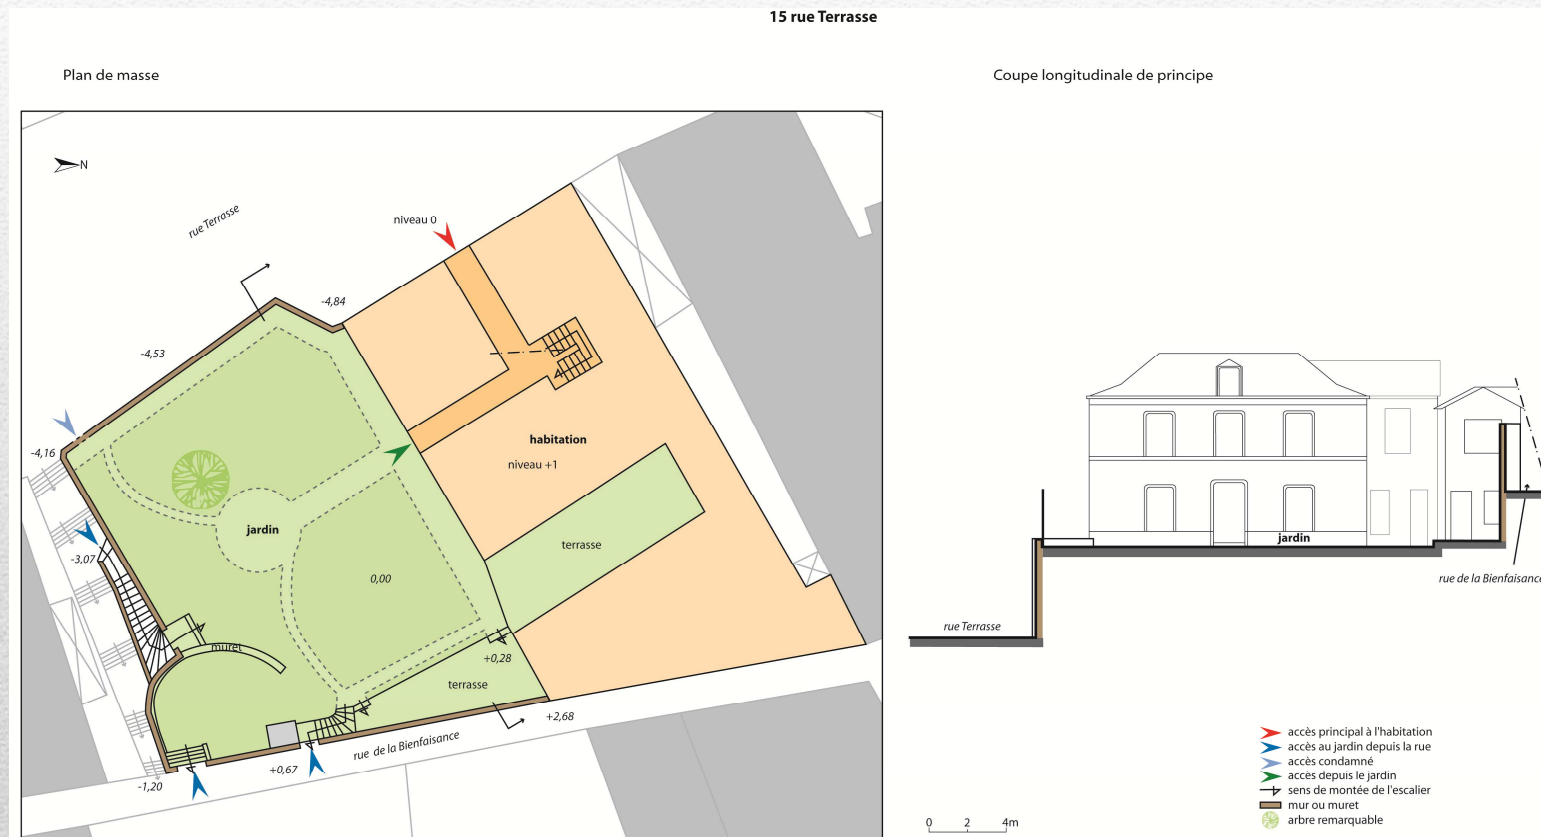 15 rue Terrasse
Plan de masse
Coupe longitudinale de principe
N
rue Terrasse
niveau 0
-4,84
-4,53
-4,16
habitation
niveau +1
jardin
terrasse
-3,07
0,00
muret
+0,28
terrasse
+2,68
rue de la Bienfaisance
+0,67
-1,20
jardin
rue de la Bienfaisance
rue Terrasse
accès principal à l'habitation
accès au jardin depuis la rue
accès condamné
accès depuis le jardin
sens de montée de l'escalier
mur ou muret
arbre remarquable
0 2 4m